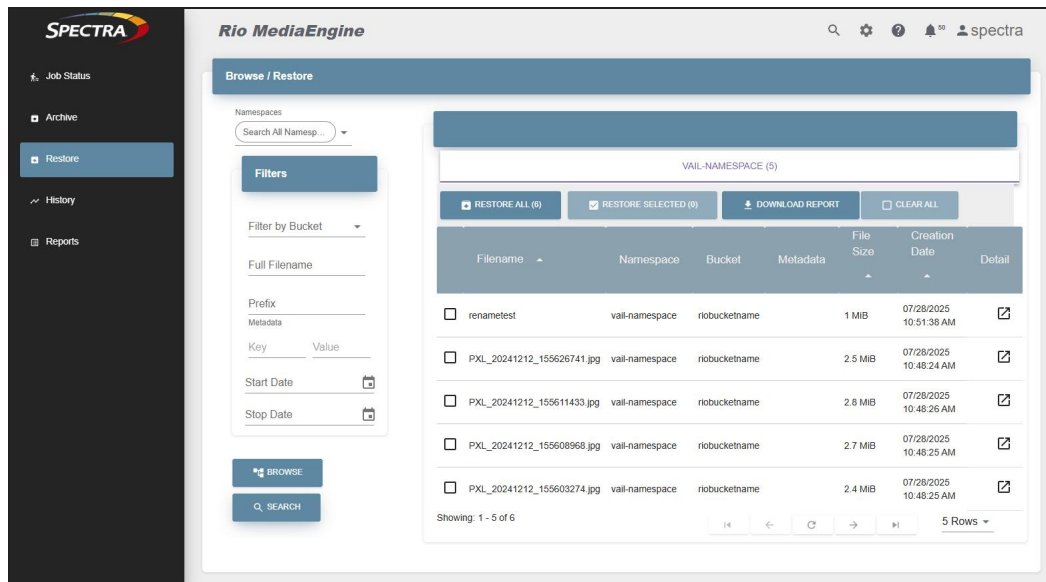 SPECTRA
Rio MediaEngine
50
spectra
Job Status
Archive
Restore
History
Reports
Browse / Restore
Namespaces
Search All Namesp...
Filters
Filter by Bucket
Full Filename
Prefix
Metadata
Key Value
Start Date
Stop Date
BROWSE
SEARCH
VAIL-NAMESPACE (5)
RESTORE ALL (6) RESTORE SELECTED (0) DOWNLOAD REPORT CLEAR ALL
Filename Namespace Bucket Metadata File Size Creation Date Detail
renametest vail-namespace riobucketname 1 MiB 07/28/2025 10:51:38 AM
PXL_20241212_155626741.jpg vail-namespace riobucketname 2.5 MiB 07/28/2025 10:48:24 AM
PXL_20241212_155611433.jpg vail-namespace riobucketname 2.8 MiB 07/28/2025 10:48:26 AM
PXL_20241212_155608968.jpg vail-namespace riobucketname 2.7 MiB 07/28/2025 10:48:25 AM
PXL_20241212_155603274.jpg vail-namespace riobucketname 2.4 MiB 07/28/2025 10:48:25 AM
Showing: 1 - 5 of 6
5 Rows